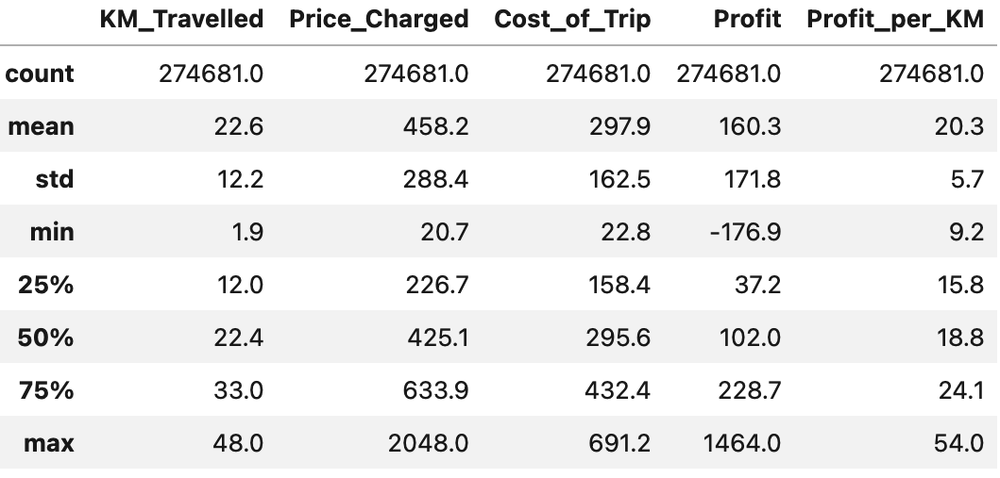 KM_Travelled Price_Charged Cost_of_Trip Profit Profit_per_KM
count 274681.0 274681.0 274681.0 274681.0 274681.0
mean 22.6 458.2 297.9 160.3 20.3
std 12.2 288.4 162.5 171.8 5.7
min 1.9 20.7 22.8 -176.9 9.2
25% 12.0 226.7 158.4 37.2 15.8
50% 22.4 425.1 295.6 102.0 18.8
75% 33.0 633.9 432.4 228.7 24.1
max 48.0 2048.0 691.2 1464.0 54.0